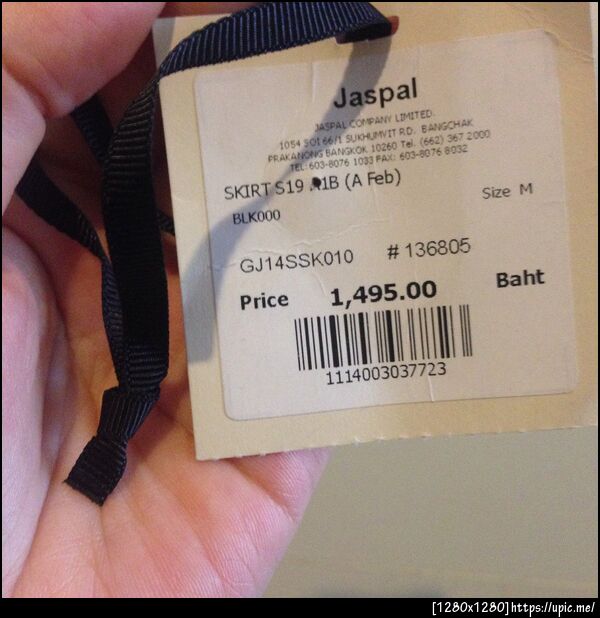 Jaspal
JASPAL COMPANY LIMITED.
1054 SOI 66/1 SUKHUMVIT RD. BANGCHAK
PRAKANONG BANGKOK 10260 Tel. (662) 367 2000
TEL: 603-8076 1033 FAX: 603-8076 8032
SKIRT S19 (A Feb)
Size M
BLK000
GJ14SSK010 # 136805
Price 1,495.00 Baht
1114003037723
[1280x1280]https://upic.me/